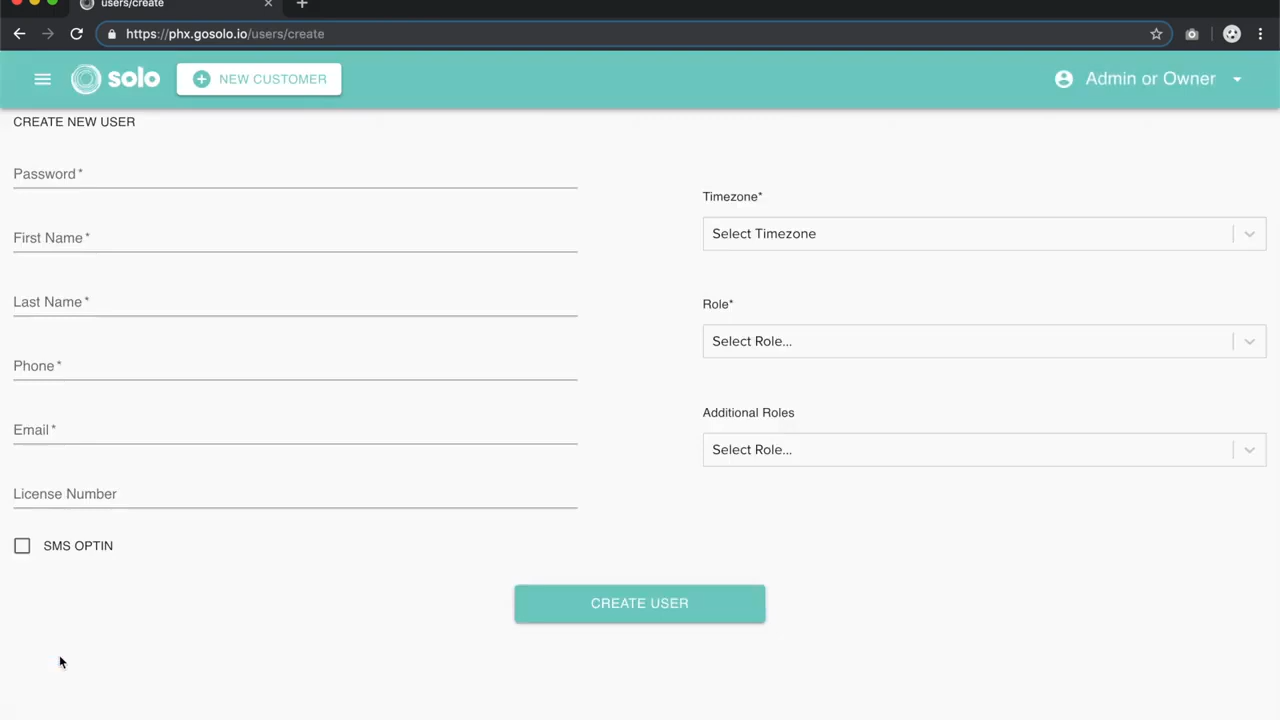 users/create
https://phx.gosolo.io/users/create
solo
NEW CUSTOMER
Admin or Owner
CREATE NEW USER
Password*
First Name*
Last Name*
Phone*
Email*
License Number
SMS OPTIN
Timezone*
Select Timezone
Role*
Select Role...
Additional Roles
Select Role...
CREATE USER